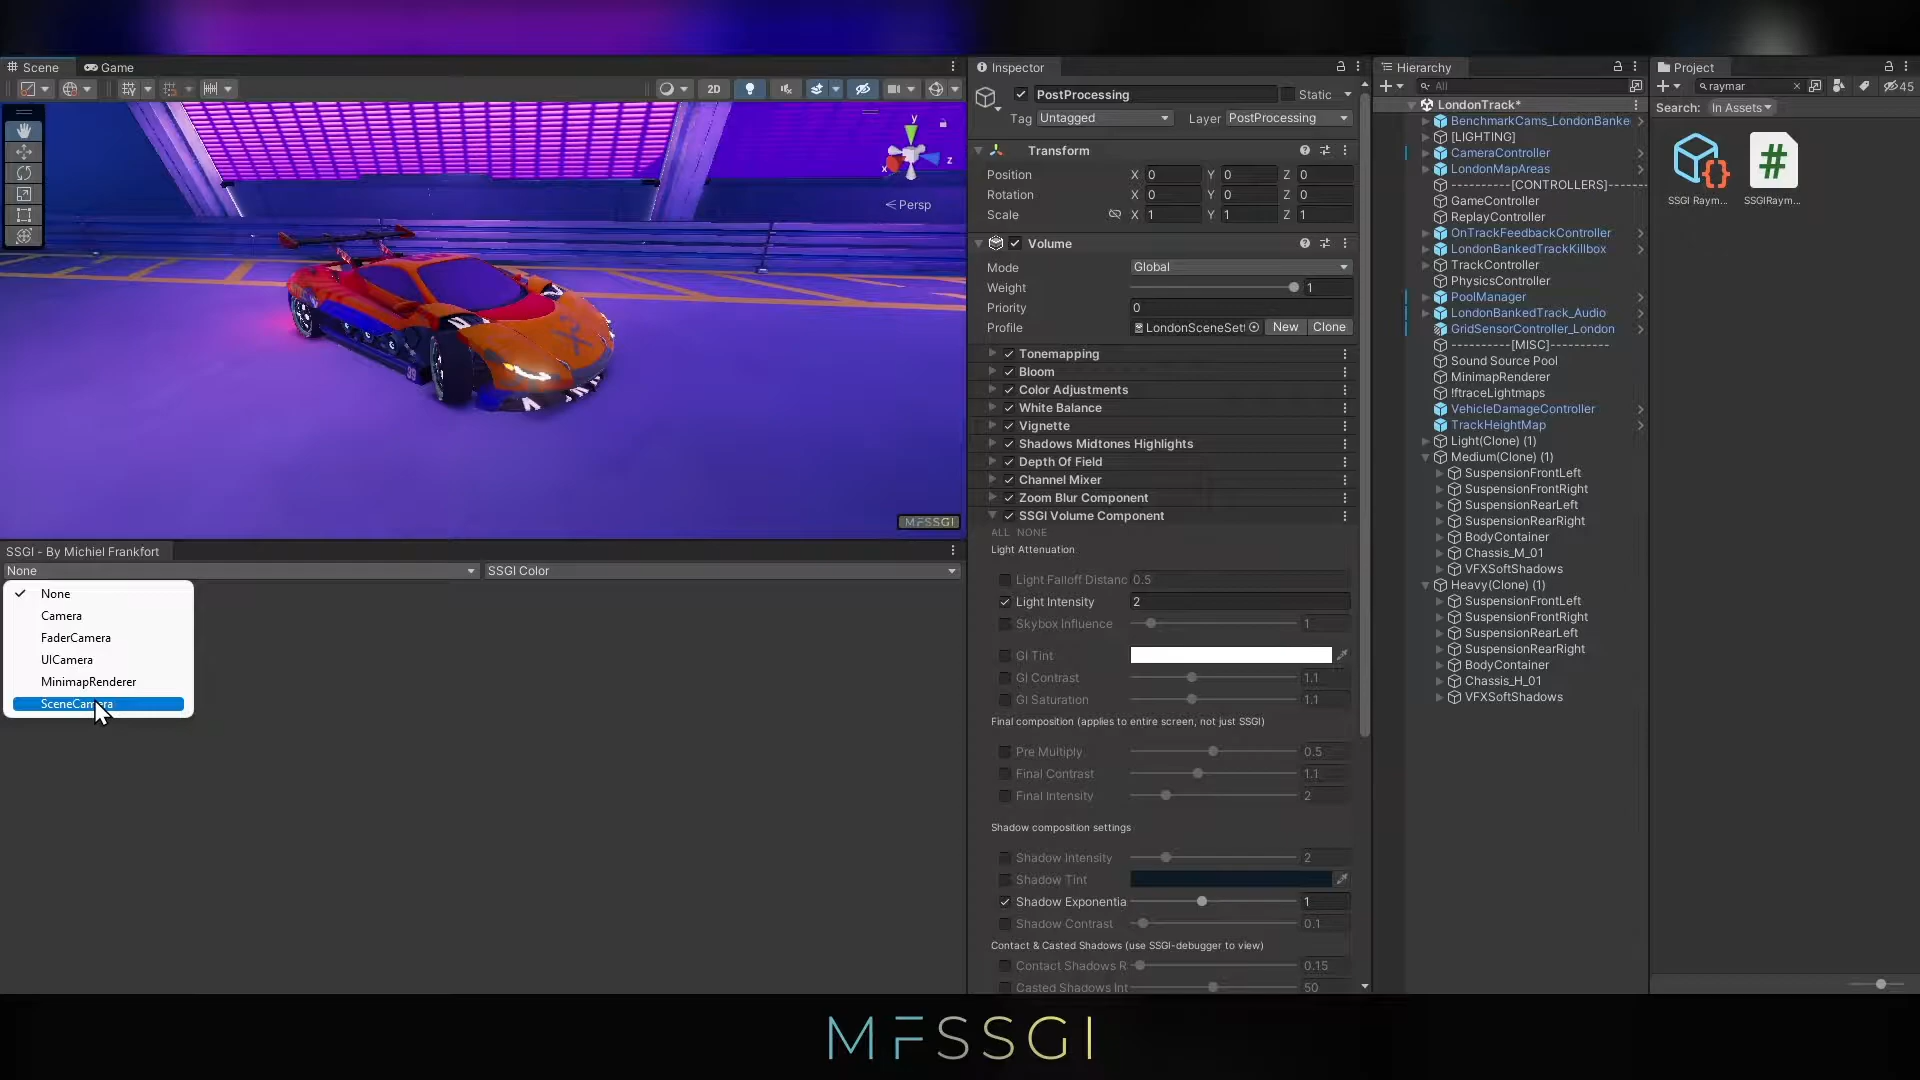 Scene
Game
2D
y
x
z
Persp
MFSSGI
SSGI - By Michiel Frankfort
None
SSGI Color
None
Camera
FaderCamera
UICamera
MinimapRenderer
SceneCamera
Inspector
PostProcessing
Static
Tag
Untagged
Layer
PostProcessing
Transform
Position X 0 Y 0 Z 0
Rotation X 0 Y 0 Z 0
Scale X 1 Y 1 Z 1
Volume
Mode Global
Weight 1
Priority 0
Profile LondonSceneSet New Clone
Tonemapping
Bloom
Color Adjustments
White Balance
Vignette
Shadows Midtones Highlights
Depth Of Field
Channel Mixer
Zoom Blur Component
SSGI Volume Component
ALL NONE
Light Attenuation
Light Falloff Distanc 0.5
Light Intensity 2
Skybox Influence 1
GI Tint
GI Contrast 1.1
GI Saturation 1.1
Final composition (applies to entire screen, not just SSGI)
Pre Multiply 0.5
Final Contrast 1.1
Final Intensity 2
Shadow composition settings
Shadow Intensity 2
Shadow Tint
Shadow Exponentia 1
Shadow Contrast 0.1
Contact & Casted Shadows (use SSGI-debugger to view)
Contact Shadows R 0.15
Casted Shadows Int 50
Hierarchy
All
LondonTrack*
BenchmarkCams_LondonBanke
[LIGHTING]
CameraController
LondonMapAreas
----------[CONTROLLERS]------
GameController
ReplayController
OnTrackFeedbackController
LondonBankedTrackKillbox
TrackController
PhysicsController
PoolManager
LondonBankedTrack_Audio
GridSensorController_London
----------[MISC]----------
Sound Source Pool
MinimapRenderer
!ftraceLightmaps
VehicleDamageController
TrackHeightMap
Light(Clone) (1)
Medium(Clone) (1)
SuspensionFrontLeft
SuspensionFrontRight
SuspensionRearLeft
SuspensionRearRight
BodyContainer
Chassis_M_01
VFXSoftShadows
Heavy(Clone) (1)
SuspensionFrontLeft
SuspensionFrontRight
SuspensionRearLeft
SuspensionRearRight
BodyContainer
Chassis_H_01
VFXSoftShadows
Project
raymar
45
Search: In Assets
SSGI Raym...
SSGIRaym...
MFSSGI